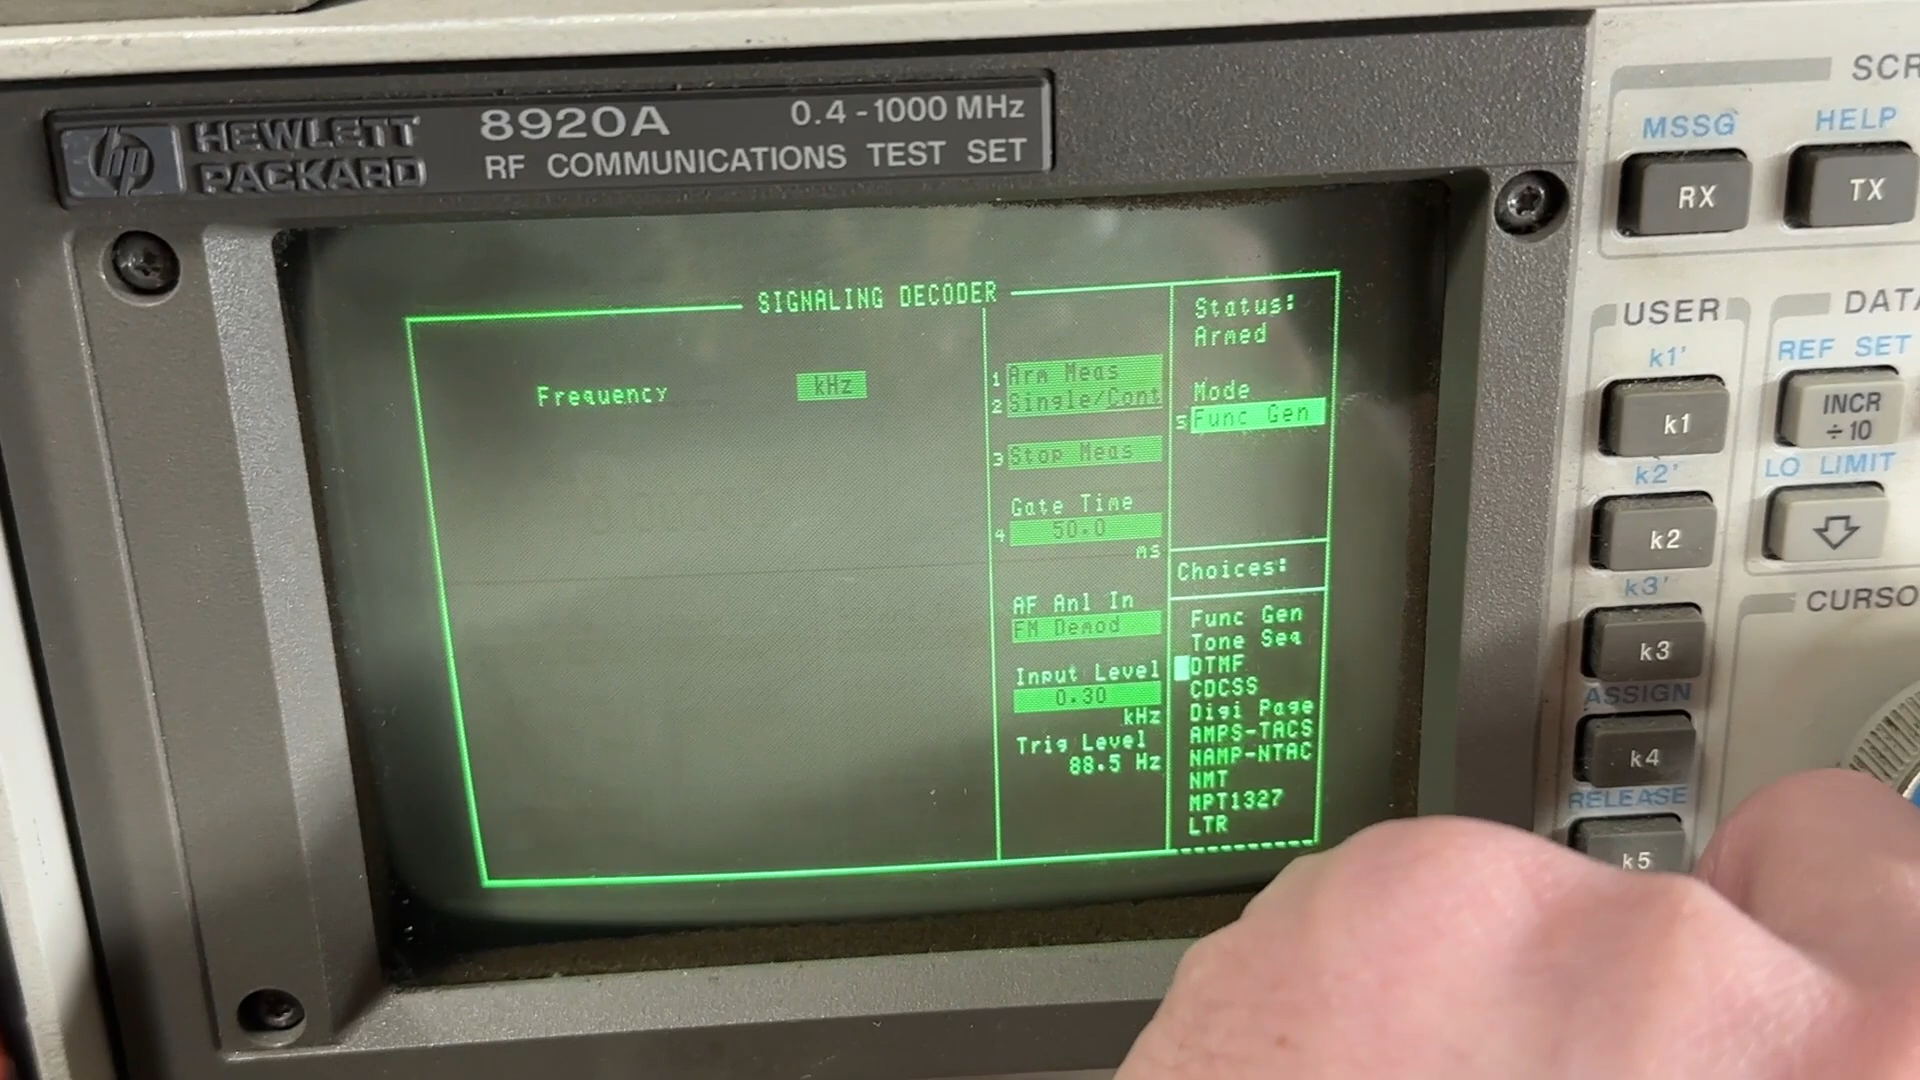 hp HEWLETT PACKARD
8920A 0.4-1000 MHz
RF COMMUNICATIONS TEST SET
SIGNALING DECODER
Frequency kHz
1 Arm Meas
2 Single/Cont
3 Stop Meas
Gate Time
4 50.0
ms
AF Anl In
FM Demod
Input Level
0.30
kHz
Trig Level
88.5 Hz
Status:
Armed
Mode
5 Func Gen
Choices:
Func Gen
Tone Seq
DTMF
CDCSS
Digi Page
AMPS-TACS
NAMP-NTAC
NMT
MPT1327
LTR
SCR
MSSG HELP
RX TX
USER
k1'
k1
k2'
k2
k3'
k3
ASSIGN
k4
RELEASE
k5
DATA
REF SET
INCR
÷10
LO LIMIT
CURSO